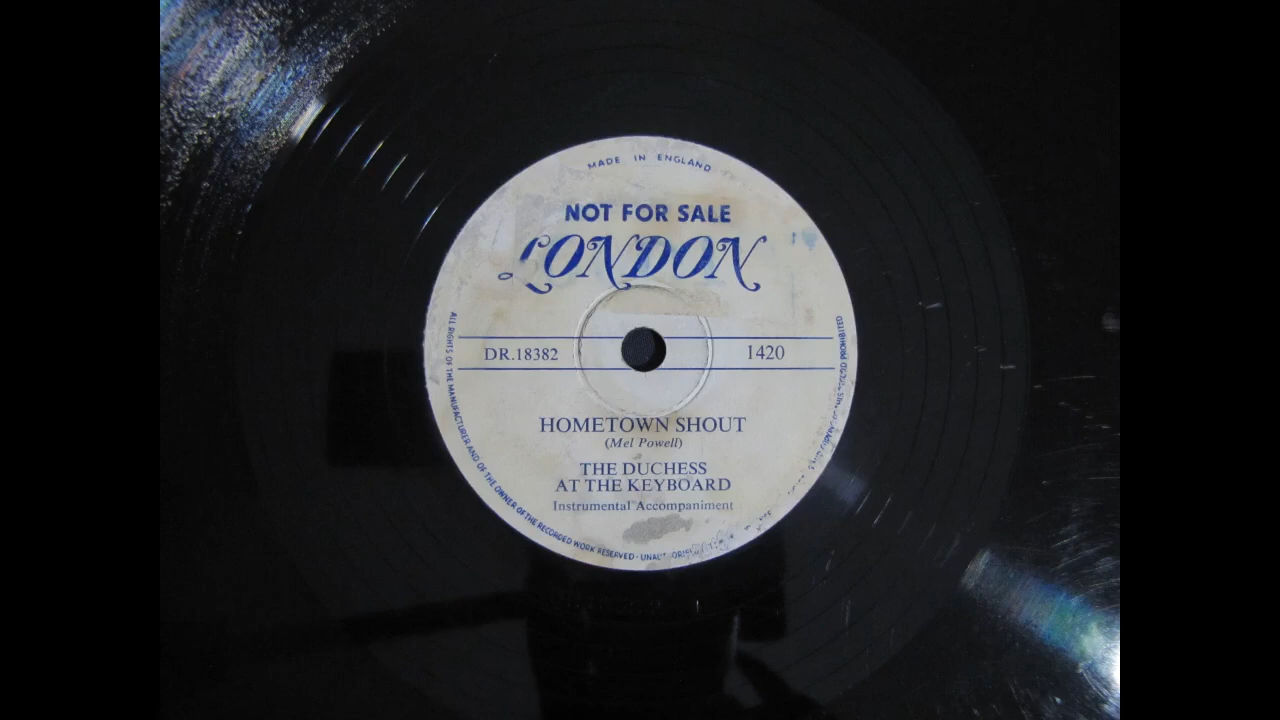 MADE IN ENGLAND
NOT FOR SALE
LONDON
DR.18382
1420
HOMETOWN SHOUT
(Mel Powell)
THE DUCHESS
AT THE KEYBOARD
Instrumental Accompaniment
ALL RIGHTS OF THE MANUFACTURER AND OF THE OWNER OF THE RECORDED WORK RESERVED · 
PROHIBITED